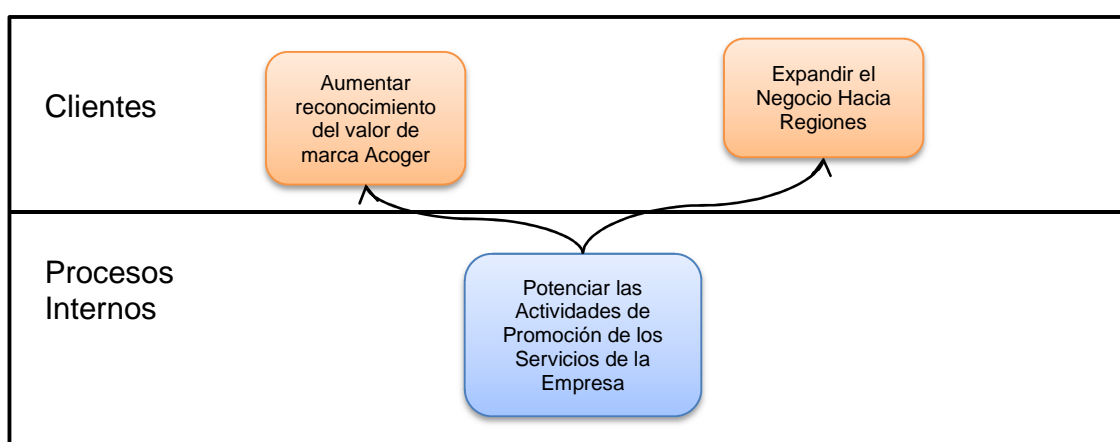 Clientes
Aumentar
reconocimiento
del valor de
marca Acoger
Expandir el
Negocio Hacia
Regiones
Procesos
Internos
Potenciar las
Actividades de
Promoción de los
Servicios de la
Empresa